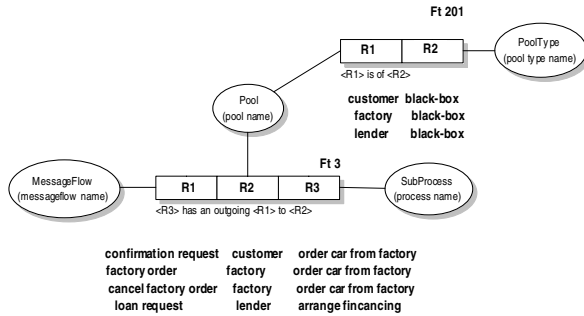 Ft 201
R1 R2
PoolType
(pool type name)
<R1> is of <R2>
customer black-box
factory black-box
lender black-box
Pool
(pool name)
Ft 3
MessageFlow
(messageflow name)
R1 R2 R3
SubProcess
(process name)
<R3> has an outgoing <R1> to <R2>
confirmation request customer order car from factory
factory order factory order car from factory
cancel factory order factory order car from factory
loan request lender arrange fincancing